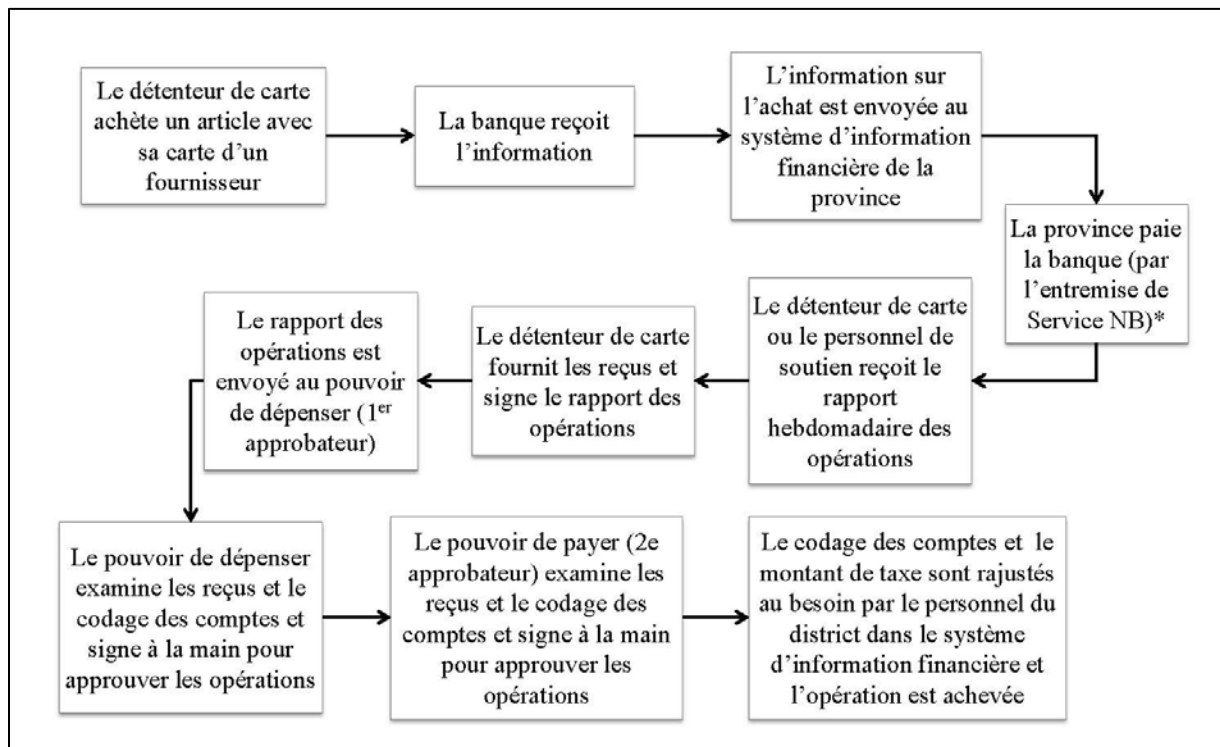 Le détenteur de carte
achète un article avec
sa carte d’un
fournisseur
La banque reçoit
l’information
L’information sur
l’achat est envoyée au
système d’information
financière de la
province
La province paie
la banque (par
l’entremise de
Service NB)*
Le détenteur de carte
ou le personnel de
soutien reçoit le
rapport
hebdomadaire des
opérations
Le détenteur de carte
fournit les reçus et
signe le rapport des
opérations
Le rapport des
opérations est
envoyé au pouvoir
de dépenser (1er
approbateur)
Le pouvoir de dépenser
examine les reçus et le
codage des comptes et
signe à la main pour
approuver les opérations
Le pouvoir de payer (2e
approbateur) examine les
reçus et le codage des
comptes et signe à la main
pour approuver les
opérations
Le codage des comptes et le
montant de taxe sont rajustés
au besoin par le personnel du
district dans le système
d’information financière et
l’opération est achevée